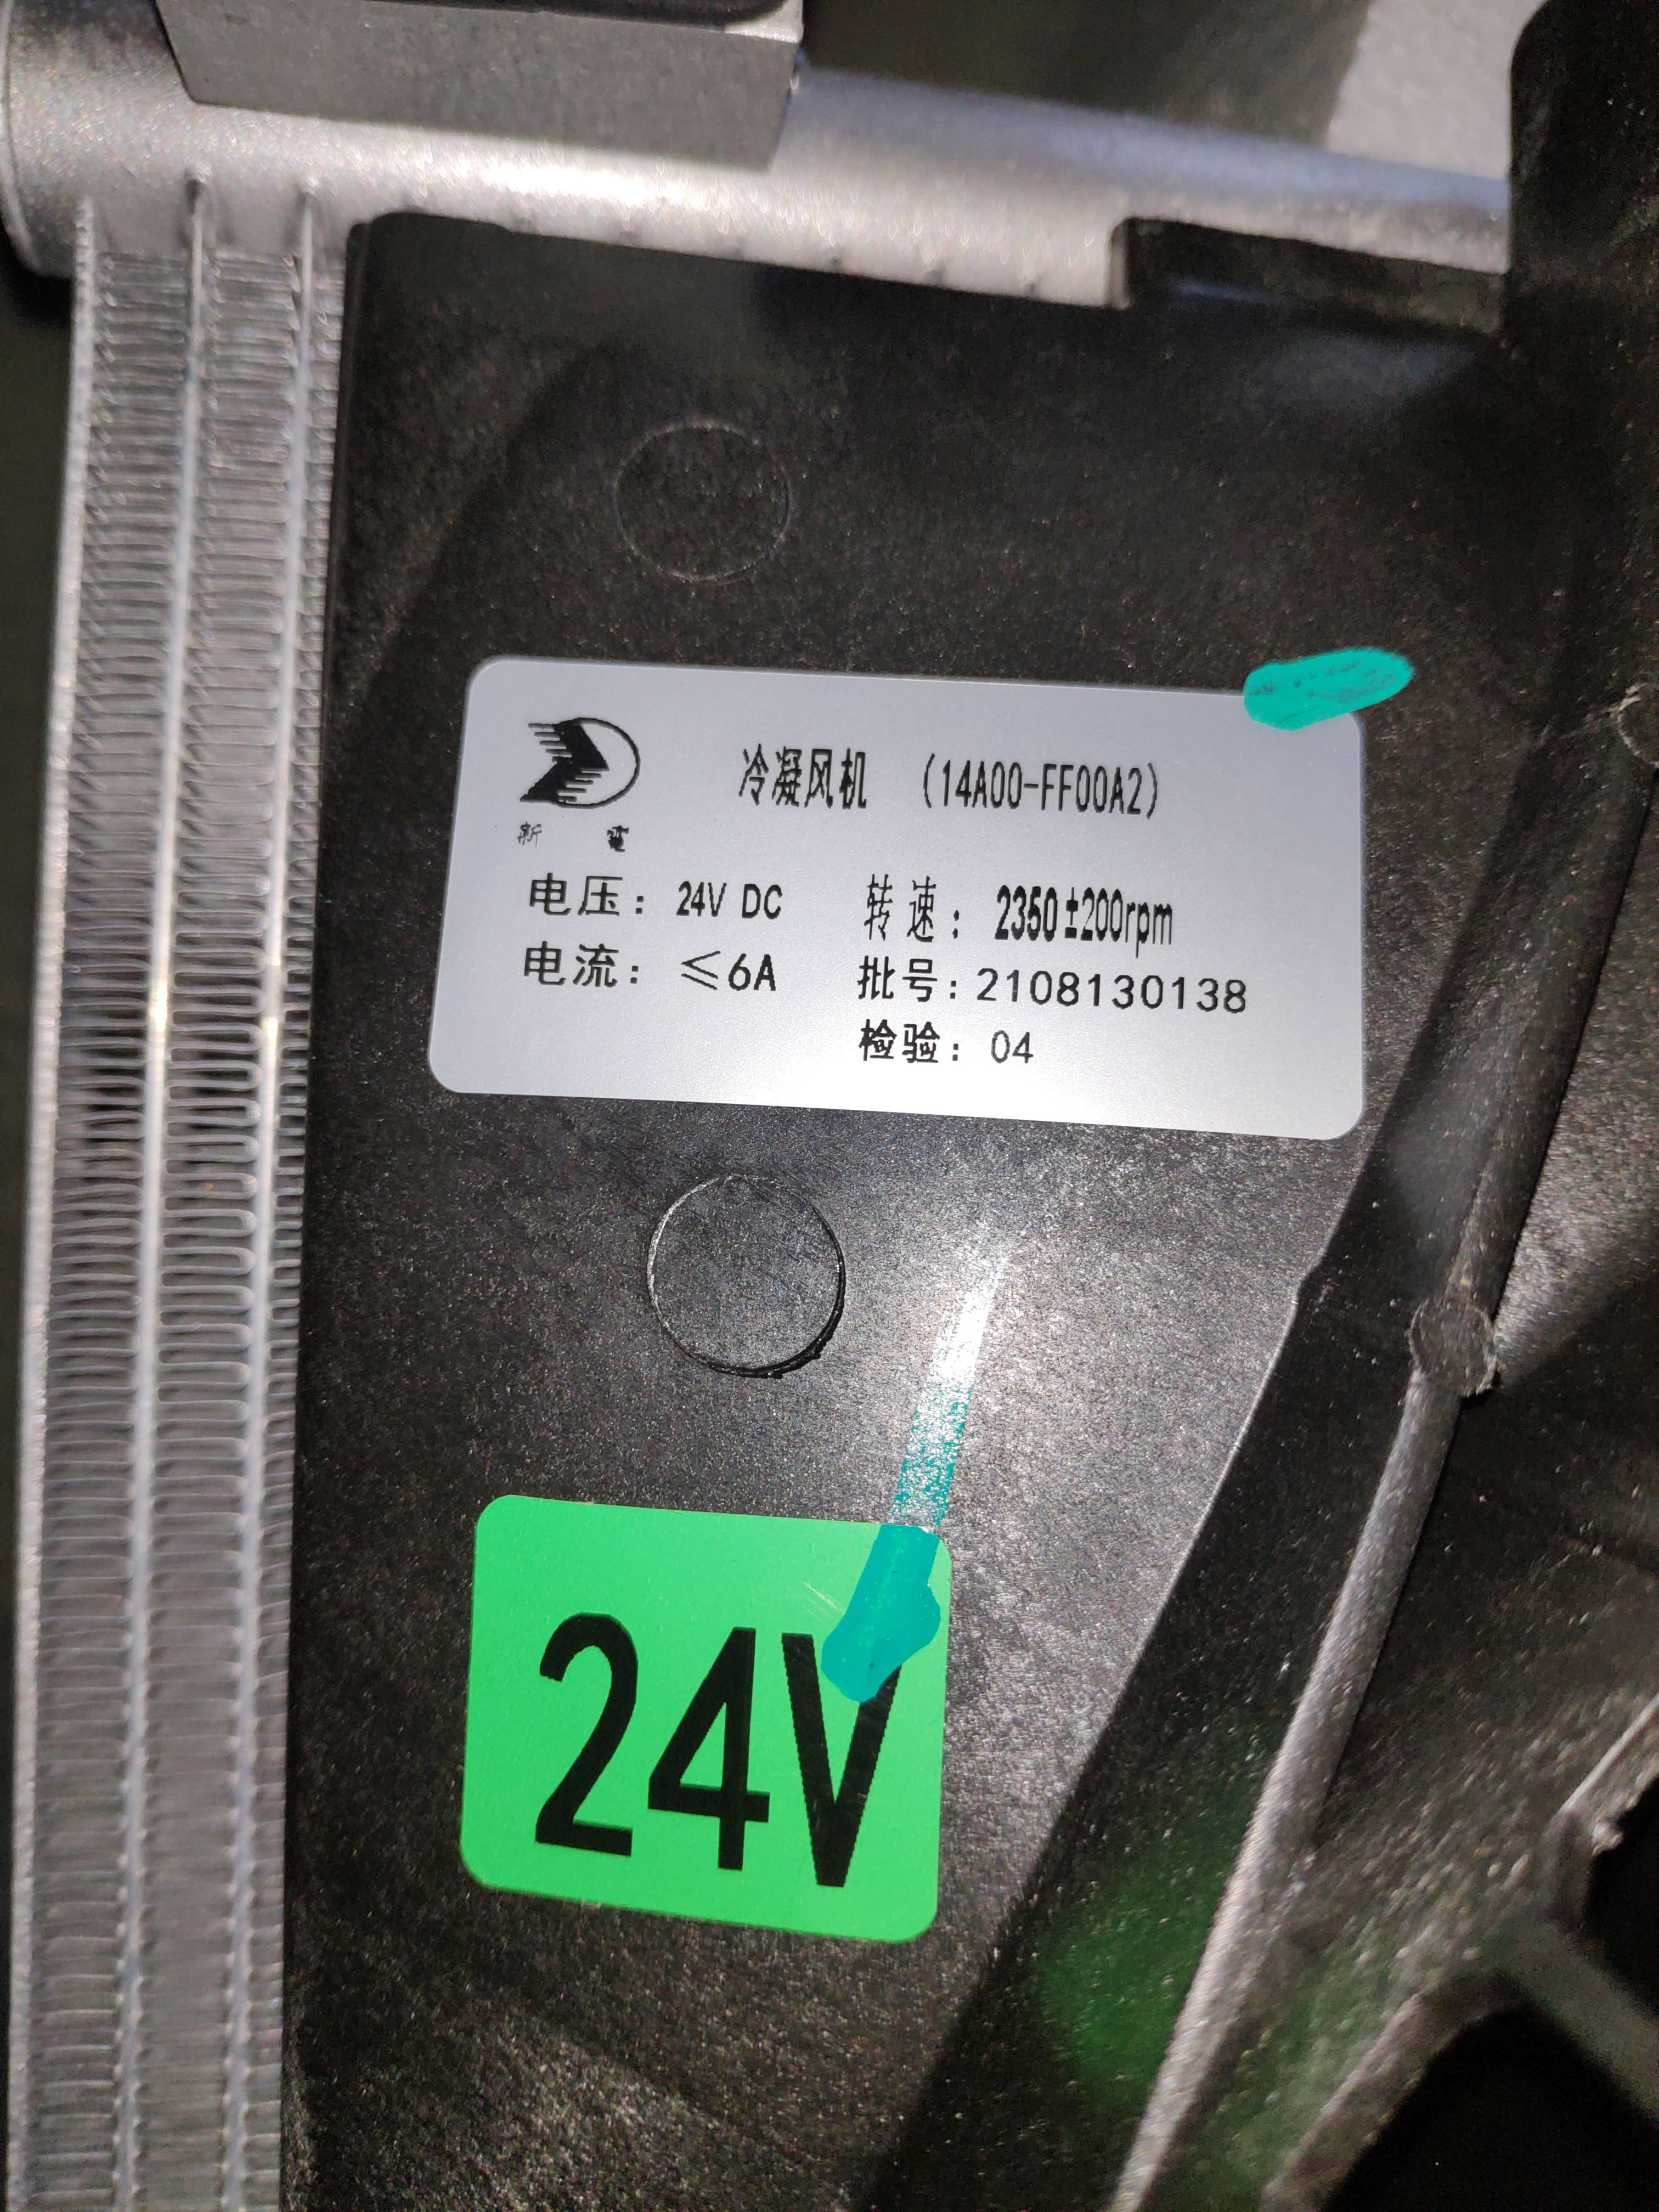 冷凝风机 (14A00-FF00A2)
新 電
电压: 24V DC 转速: 2350±200rpm
电流: ≤6A 批号: 2108130138
检验: 04
24V